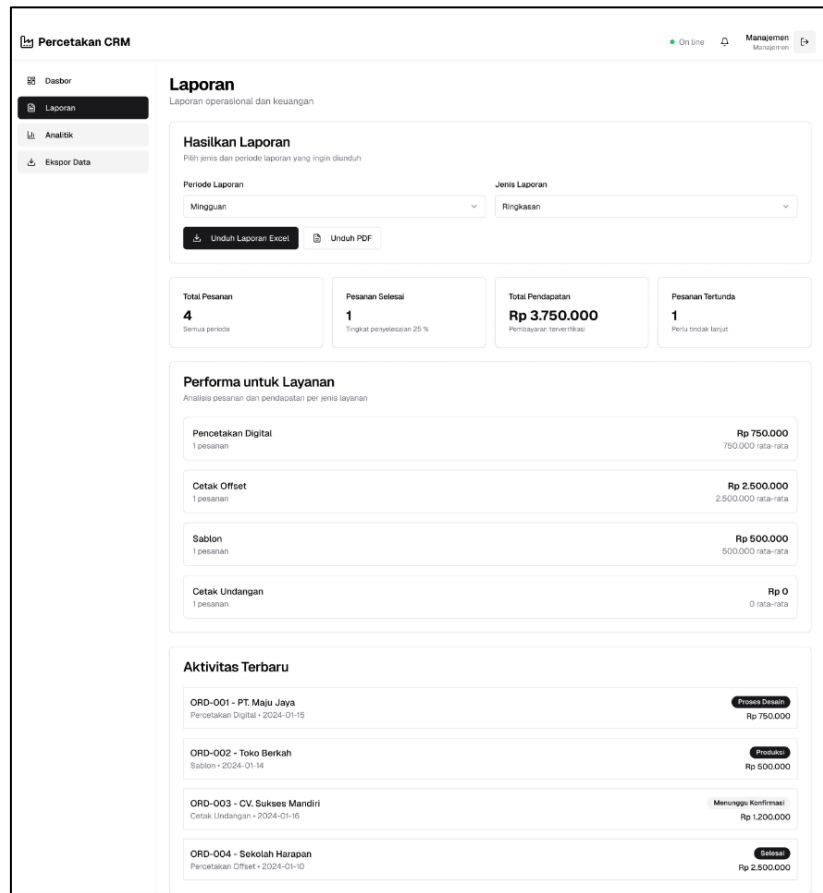 Percetakan CRM
On line
Manajemen
Manajemen
Dasbor
Laporan
Analitik
Ekspor Data
Laporan
Laporan operasional dan keuangan
Hasilkan Laporan
Pilih jenis dan periode laporan yang ingin diunduh
Periode Laporan
Jenis Laporan
Mingguan
Ringkasan
Unduh Laporan Excel
Unduh PDF
Total Pesanan
4
Semua periode
Pesanan Selesai
1
Tingkat penyelesaian 25 %
Total Pendapatan
Rp 3.750.000
Pembayaran terverifikasi
Pesanan Tertunda
1
Perlu tindak lanjut
Performa untuk Layanan
Analisis pesanan dan pendapatan per jenis layanan
Pencetakan Digital
Rp 750.000
1 pesanan
750.000 rata-rata
Cetak Offset
Rp 2.500.000
1 pesanan
2.500.000 rata-rata
Sablon
Rp 500.000
1 pesanan
500.000 rata-rata
Cetak Undangan
Rp 0
1 pesanan
0 rata-rata
Aktivitas Terbaru
ORD-001 - PT. Maju Jaya
Proses Desain
Percetakan Digital • 2024-01-15
Rp 750.000
ORD-002 - Toko Berkah
Produksi
Sablon • 2024-01-14
Rp 500.000
ORD-003 - CV. Sukses Mandiri
Menunggu Konfirmasi
Cetak Undangan • 2024-01-16
Rp 1.200.000
ORD-004 - Sekolah Harapan
Selesai
Percetakan Offset • 2024-01-10
Rp 2.500.000